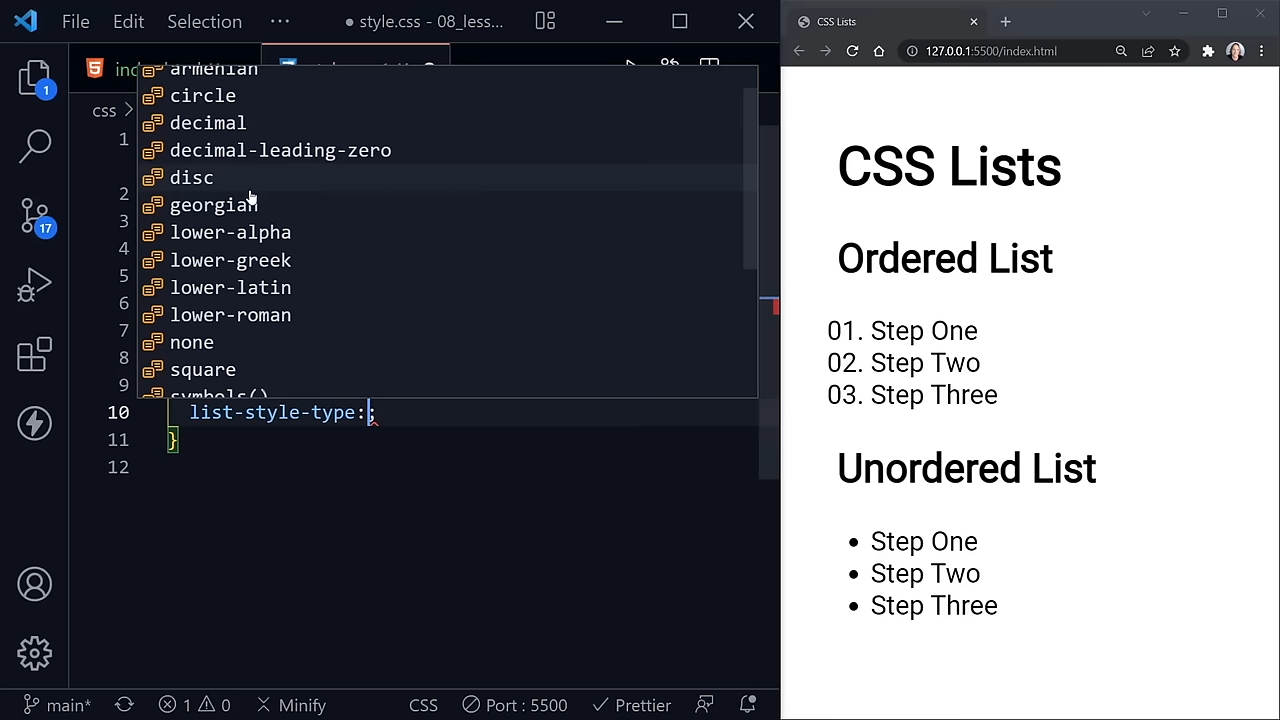 File Edit Selection ··· ● style.css - 08_less...
1
css >
armenian
circle
decimal
decimal-leading-zero
disc
georgian
lower-alpha
lower-greek
lower-latin
lower-roman
none
square
symbols()
1
2
3
4
5
6
7
8
9
10 list-style-type:;
11 }
12
17
main* 1 0 Minify CSS Port : 5500 Prettier
CSS Lists
127.0.0.1:5500/index.html
CSS Lists
Ordered List
01. Step One
02. Step Two
03. Step Three
Unordered List
• Step One
• Step Two
• Step Three